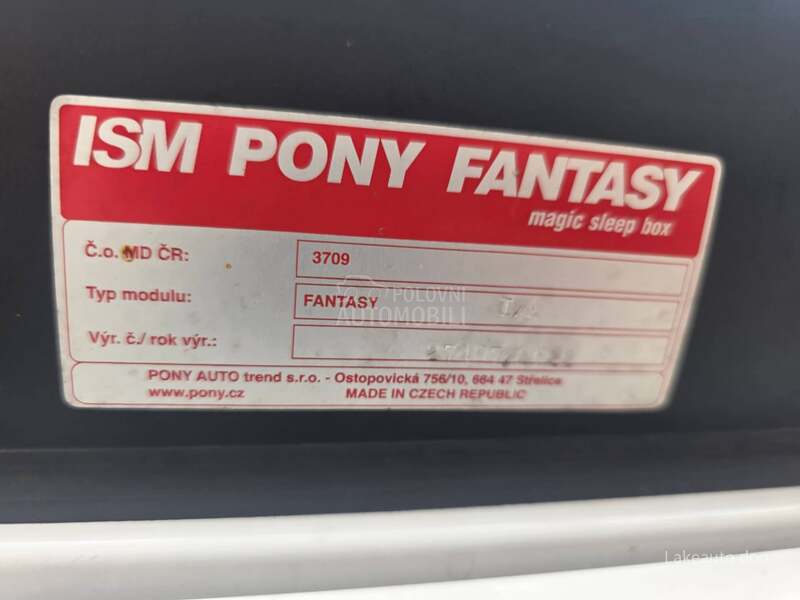 ISM PONY FANTASY
magic sleep box
Č.o. MD ČR: 3709
Typ modulu: FANTASY
Výr. č./ rok výr.:
PONY AUTO trend s.r.o. - Ostopovická 756/10, 664 47 Střelice
www.pony.cz MADE IN CZECH REPUBLIC
POLOVNI
AUTOMOBILI